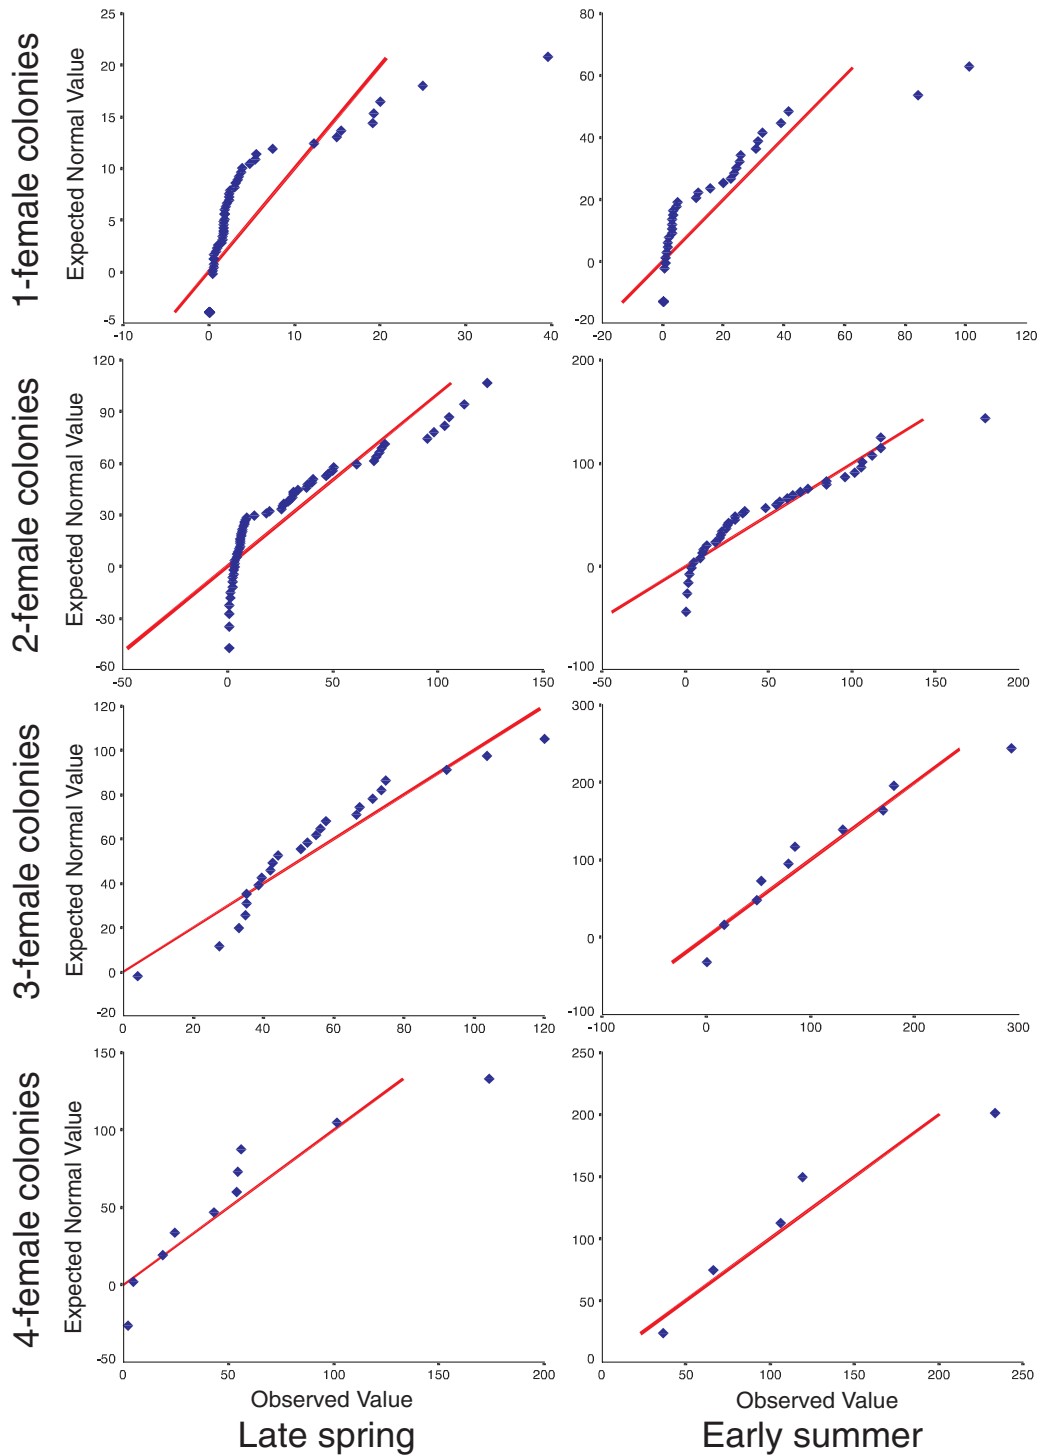 1-female colonies
Expected Normal Value
25
20
15
10
5
0
-5
-10 0 10 20 30 40
80
60
40
20
0
-20
-20 0 20 40 60 80 100 120
2-female colonies
Expected Normal Value
120
90
60
30
0
-30
-60
-50 0 50 100 150
200
100
0
-100
-50 0 50 100 150 200
3-female colonies
Expected Normal Value
120
100
80
60
40
20
0
-20
0 20 40 60 80 100 120
300
200
100
0
-100
-100 0 100 200 300
4-female colonies
Expected Normal Value
150
100
50
0
-50
0 50 100 150 200
250
200
150
100
50
0
0 50 100 150 200 250
Observed Value Observed Value
Late spring Early summer